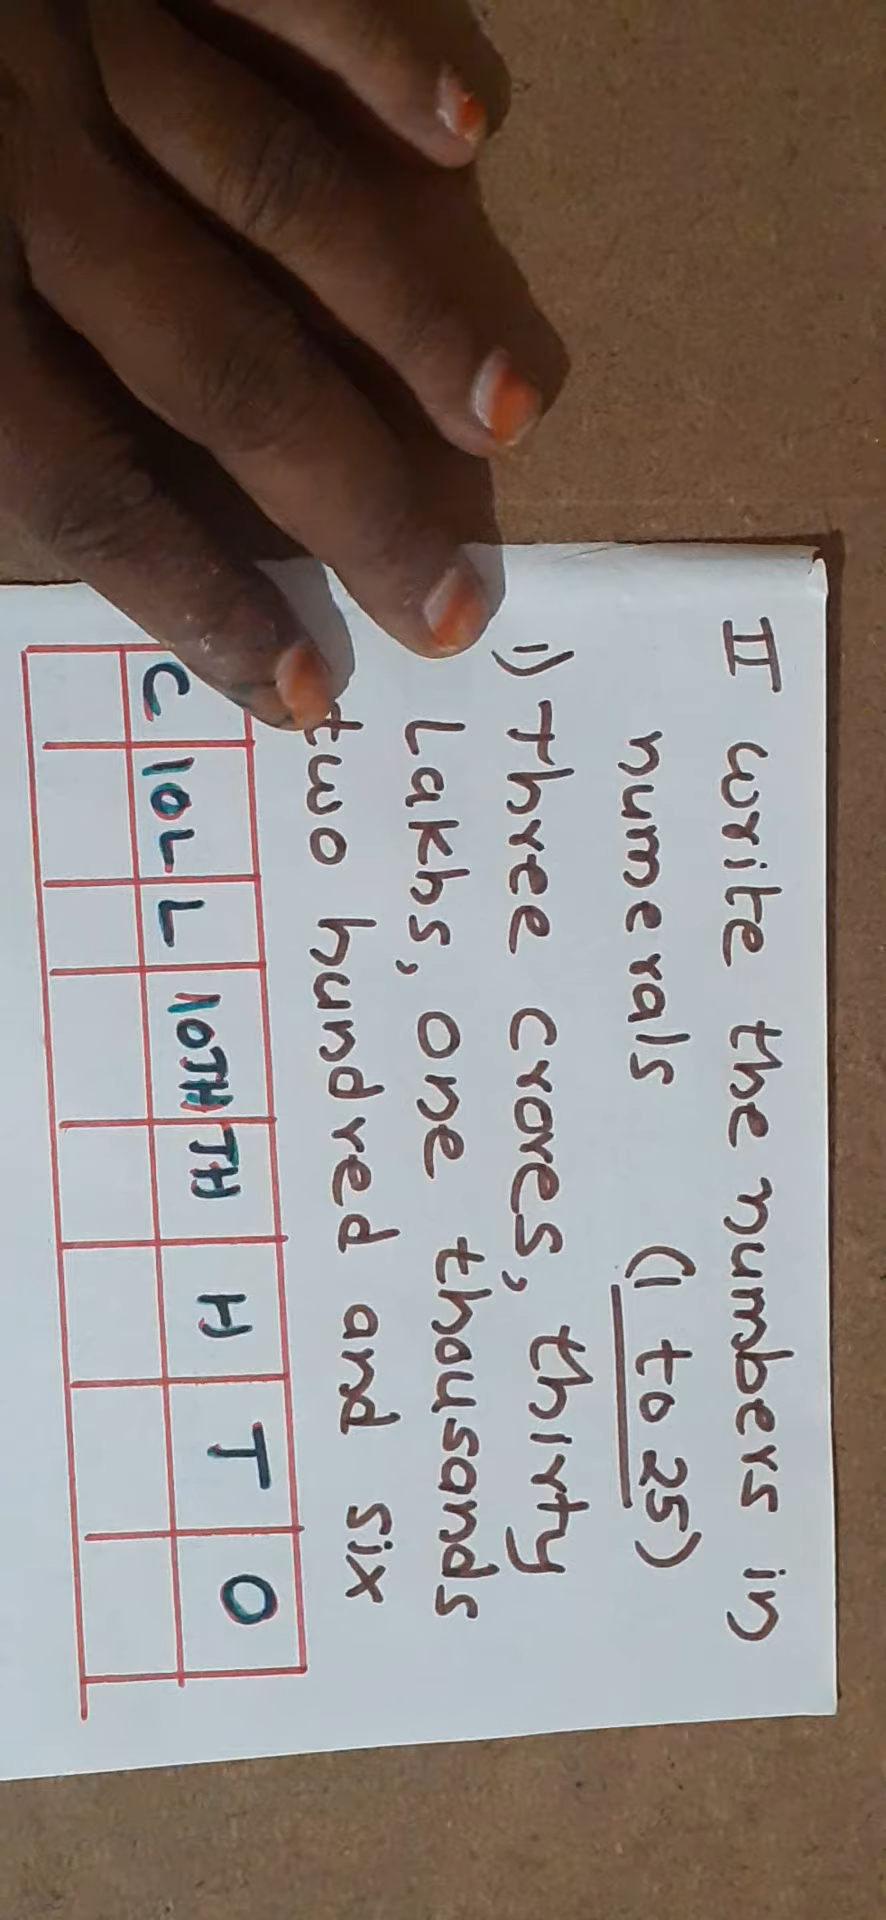 II write the numbers in
numerals (1 to 25)
1) Three crores, thirty
Lakhs, one thousands
two hundred and six
C 10L L 10TH TH H T O